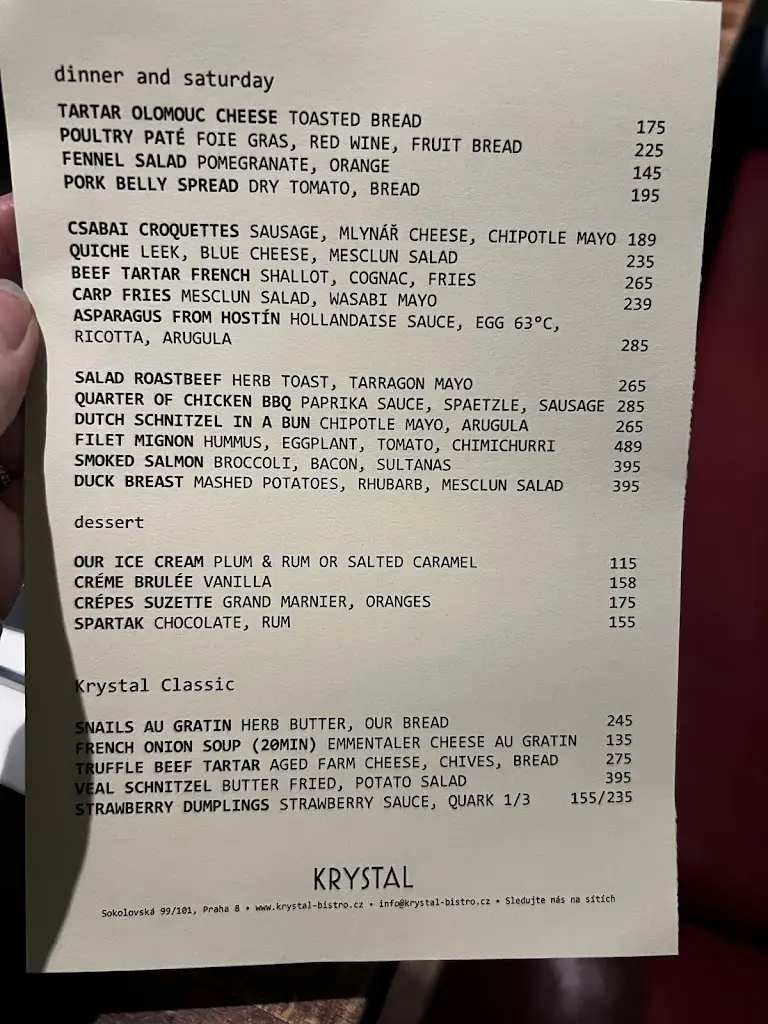 dinner and saturday
TARTAR OLOMOUC CHEESE TOASTED BREAD 175
POULTRY PATÉ FOIE GRAS, RED WINE, FRUIT BREAD 225
FENNEL SALAD POMEGRANATE, ORANGE 145
PORK BELLY SPREAD DRY TOMATO, BREAD 195
CSABAI CROQUETTES SAUSAGE, MLYNÁŘ CHEESE, CHIPOTLE MAYO 189
QUICHE LEEK, BLUE CHEESE, MESCLUN SALAD 235
BEEF TARTAR FRENCH SHALLOT, COGNAC, FRIES 265
CARP FRIES MESCLUN SALAD, WASABI MAYO 239
ASPARAGUS FROM HOSTÍN HOLLANDAISE SAUCE, EGG 63°C,
RICOTTA, ARUGULA 285
SALAD ROASTBEEF HERB TOAST, TARRAGON MAYO 265
QUARTER OF CHICKEN BBQ PAPRIKA SAUCE, SPAETZLE, SAUSAGE 285
DUTCH SCHNITZEL IN A BUN CHIPOTLE MAYO, ARUGULA 265
FILET MIGNON HUMMUS, EGGPLANT, TOMATO, CHIMICHURRI 489
SMOKED SALMON BROCCOLI, BACON, SULTANAS 395
DUCK BREAST MASHED POTATOES, RHUBARB, MESCLUN SALAD 395
dessert
OUR ICE CREAM PLUM & RUM OR SALTED CARAMEL 115
CRÉME BRULÉE VANILLA 158
CRÉPES SUZETTE GRAND MARNIER, ORANGES 175
SPARTAK CHOCOLATE, RUM 155
Krystal Classic
SNAILS AU GRATIN HERB BUTTER, OUR BREAD 245
FRENCH ONION SOUP (20MIN) EMMENTALER CHEESE AU GRATIN 135
TRUFFLE BEEF TARTAR AGED FARM CHEESE, CHIVES, BREAD 275
VEAL SCHNITZEL BUTTER FRIED, POTATO SALAD 395
STRAWBERRY DUMPLINGS STRAWBERRY SAUCE, QUARK 1/3 155/235
KRYSTAL
Sokolovská 99/101, Praha 8 • www.krystal-bistro.cz • info@krystal-bistro.cz • Sledujte nás na sítích